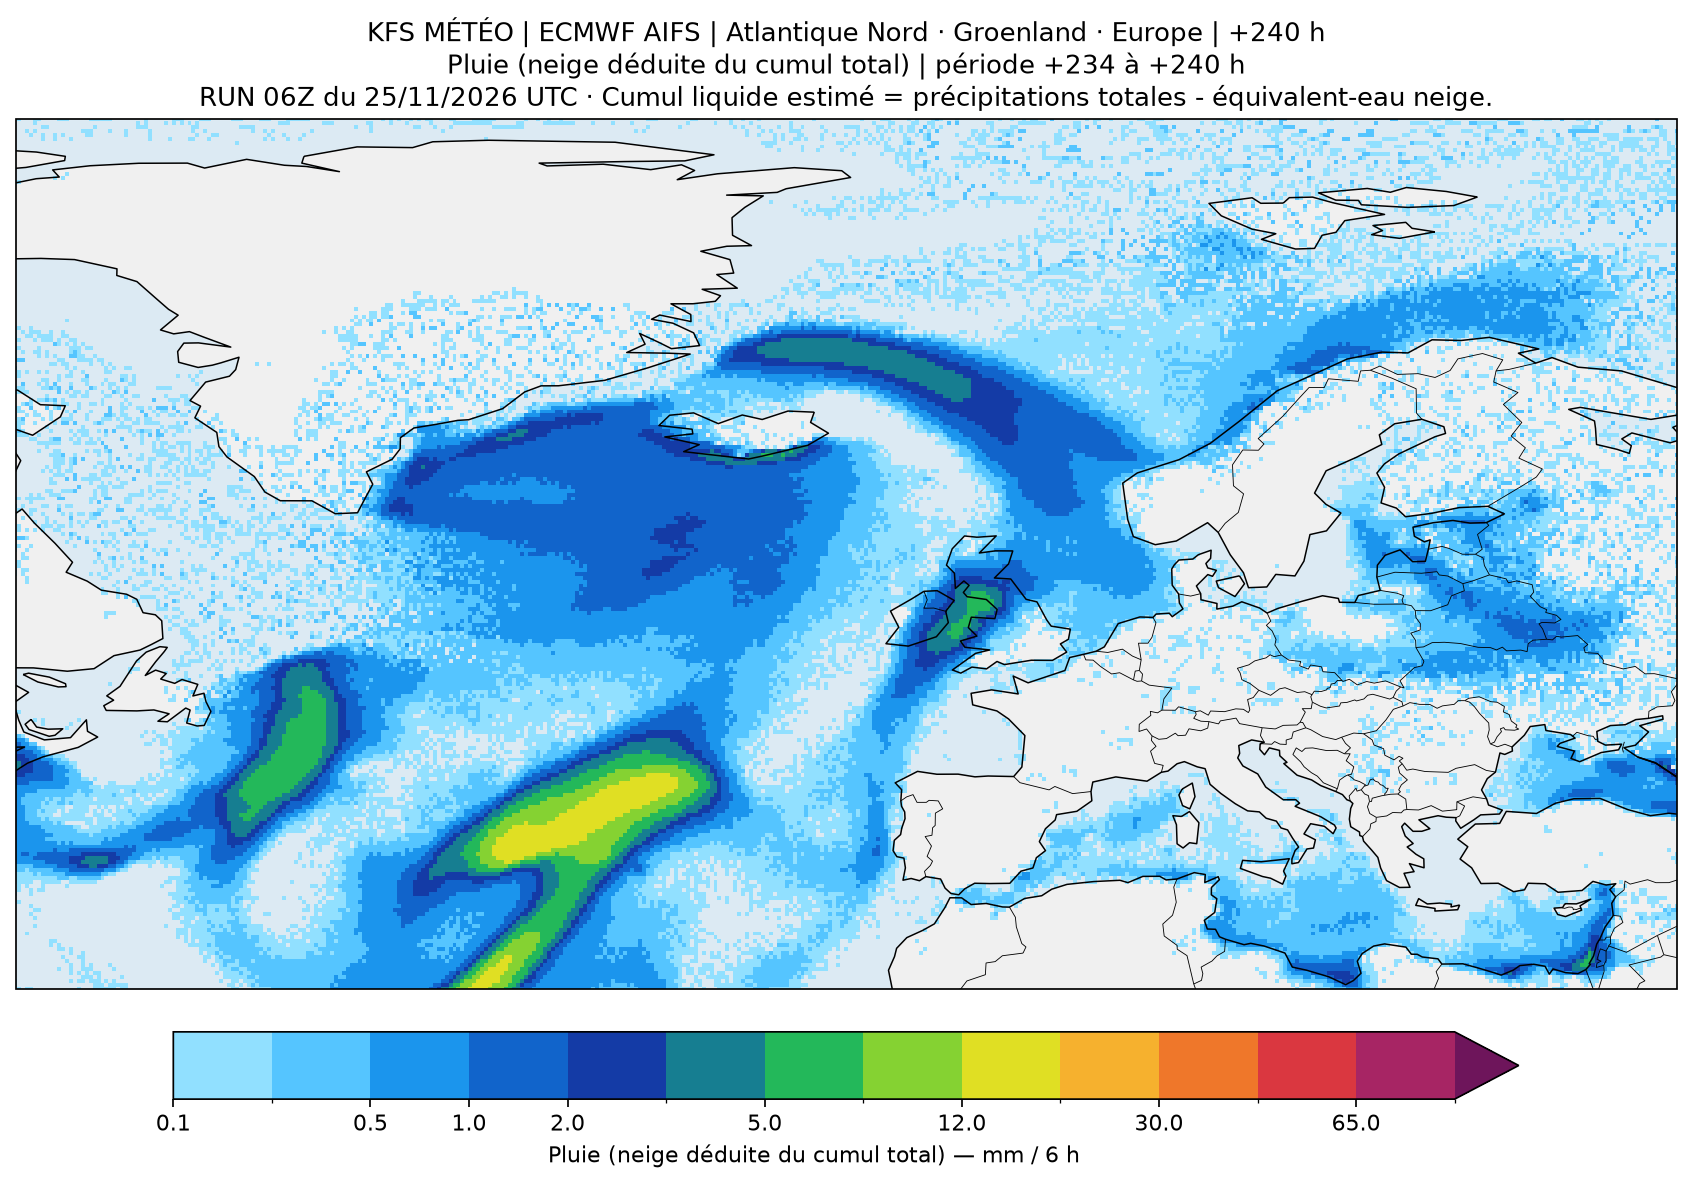 KFS MÉTÉO | ECMWF AIFS | Atlantique Nord · Groenland · Europe | +240 h
Pluie (neige déduite du cumul total) | période +234 à +240 h
RUN 06Z du 25/11/2026 UTC · Cumul liquide estimé = précipitations totales - équivalent-eau neige.
0.1 0.5 1.0 2.0 5.0 12.0 30.0 65.0
Pluie (neige déduite du cumul total) — mm / 6 h